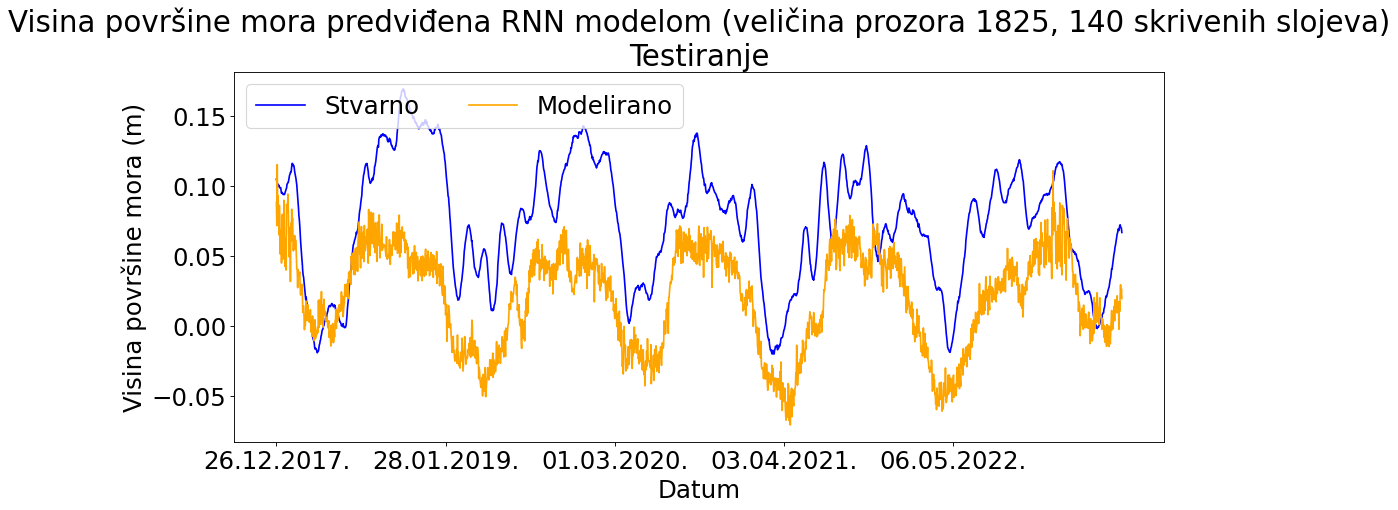 Visina površine mora predviđena RNN modelom (veličina prozora 1825, 140 skrivenih slojeva)
Testiranje
Stvarno Modelirano
Visina površine mora (m)
0.15
0.10
0.05
0.00
−0.05
26.12.2017. 28.01.2019. 01.03.2020. 03.04.2021. 06.05.2022.
Datum